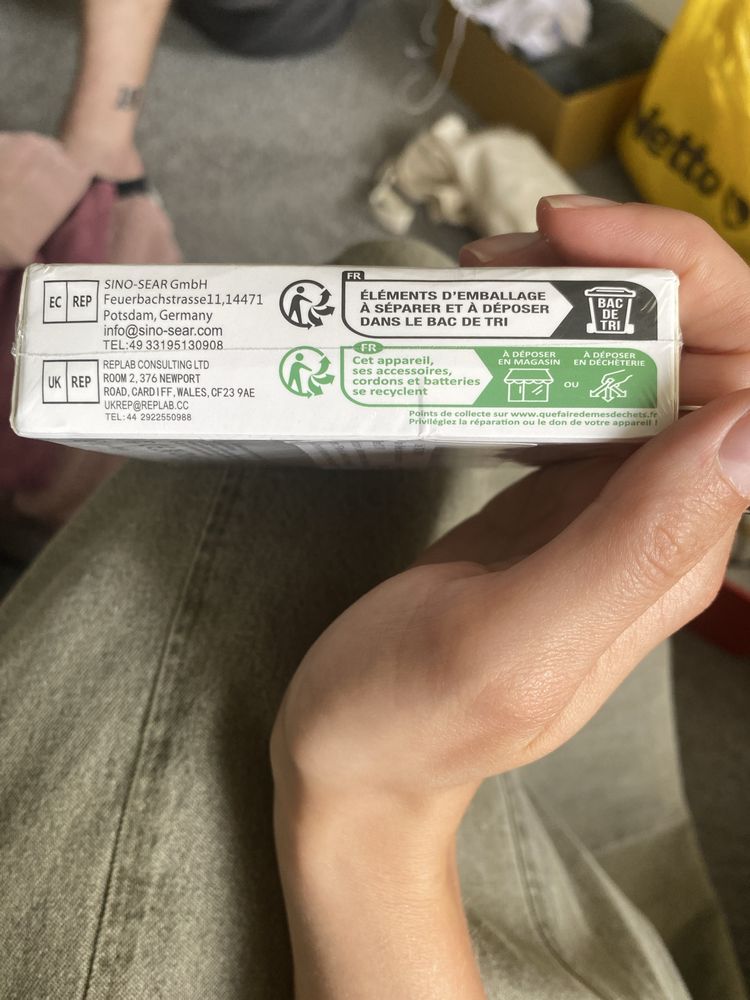 Netto
EC REP
SINO-SEAR GmbH
Feuerbachstrasse11,14471
Potsdam, Germany
info@sino-sear.com
TEL:49 33195130908
FR
ÉLÉMENTS D'EMBALLAGE
À SÉPARER ET À DÉPOSER
DANS LE BAC DE TRI
BAC
DE
TRI
UK REP
REPLAB CONSULTING LTD
ROOM 2, 376 NEWPORT
ROAD, CARDIFF, WALES, CF23 9AE
UKREP@REPLAB.CC
TEL:44 2922550988
FR
Cet appareil,
ses accessoires,
cordons et batteries
se recyclent
À DÉPOSER
EN MAGASIN
OU
À DÉPOSER
EN DÉCHÈTERIE
Points de collecte sur www.quefairedemesdechets.fr
Privilégiez la réparation ou le don de votre appareil !